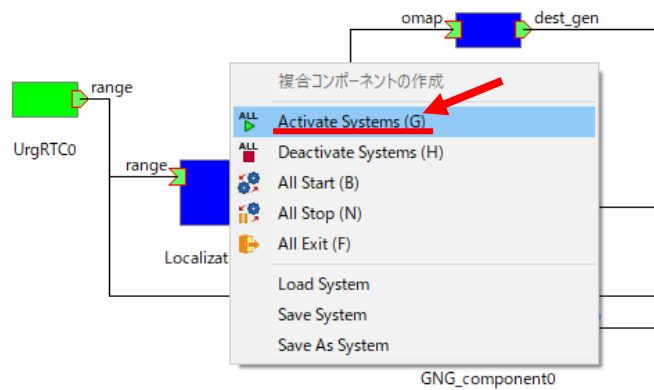 omap
dest_gen
range
UrgRTC0
range
Localizat
複合コンポーネントの作成
ALL
Activate Systems (G)
ALL
Deactivate Systems (H)
All Start (B)
All Stop (N)
All Exit (F)
Load System
Save System
Save As System
GNG_component0